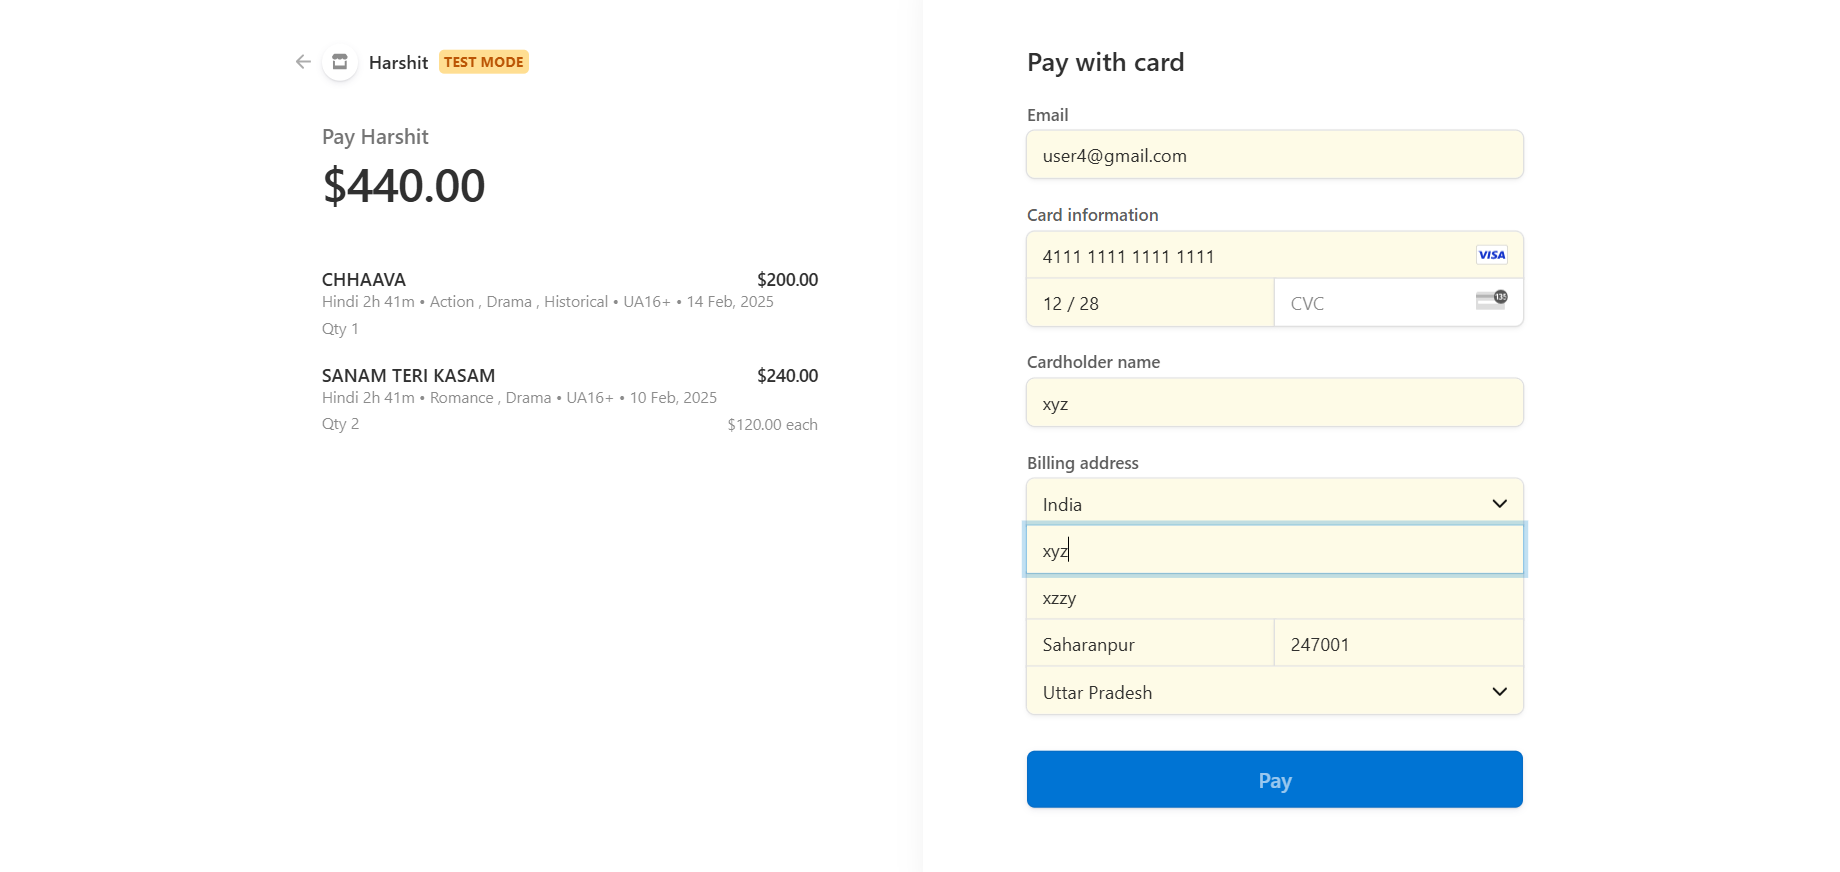 Harshit TEST MODE
Pay Harshit
$440.00
CHHAAVA $200.00
Hindi 2h 41m • Action , Drama , Historical • UA16+ • 14 Feb, 2025
Qty 1
SANAM TERI KASAM $240.00
Hindi 2h 41m • Romance , Drama • UA16+ • 10 Feb, 2025
Qty 2 $120.00 each
Pay with card
Email
user4@gmail.com
Card information
4111 1111 1111 1111 VISA
12 / 28 CVC 135
Cardholder name
xyz
Billing address
India
xyz
xzzy
Saharanpur 247001
Uttar Pradesh
Pay